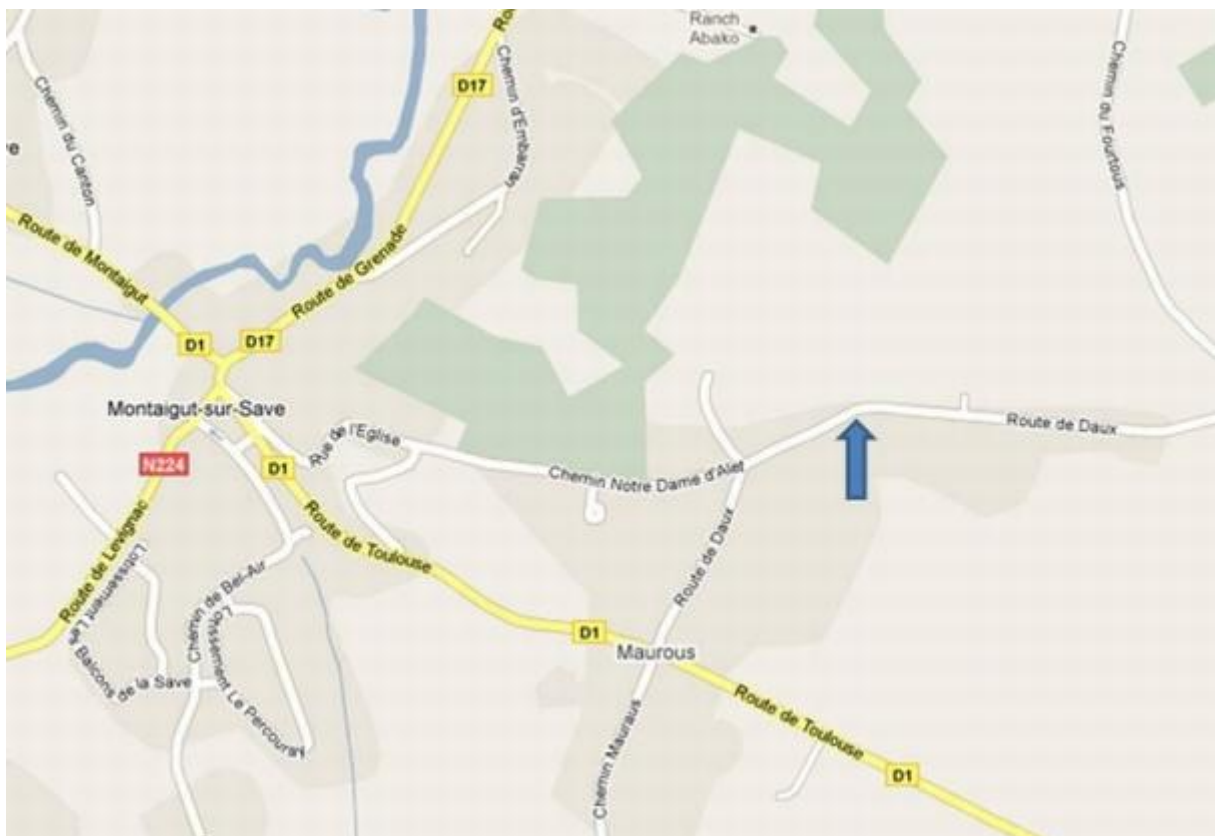 Ranch
Abako
Ro
D17
Chemin d'Embarran
Chemin du Fourtous
Chemin du Canton
Route de Montaigut
Route de Grenade
D1
D17
Montaigut-sur-Save
Rue de l'Eglise
N224
D1
Chemin Notre Dame d'Alet
Route de Daux
Route de Levignac
Route de Toulouse
Route de Daux
Lotissement Les Balcons de la Save
Chemin de Bel-Air
Lotissement Le Percouran
D1
Maurous
Route de Toulouse
Chemin Mauraus
D1